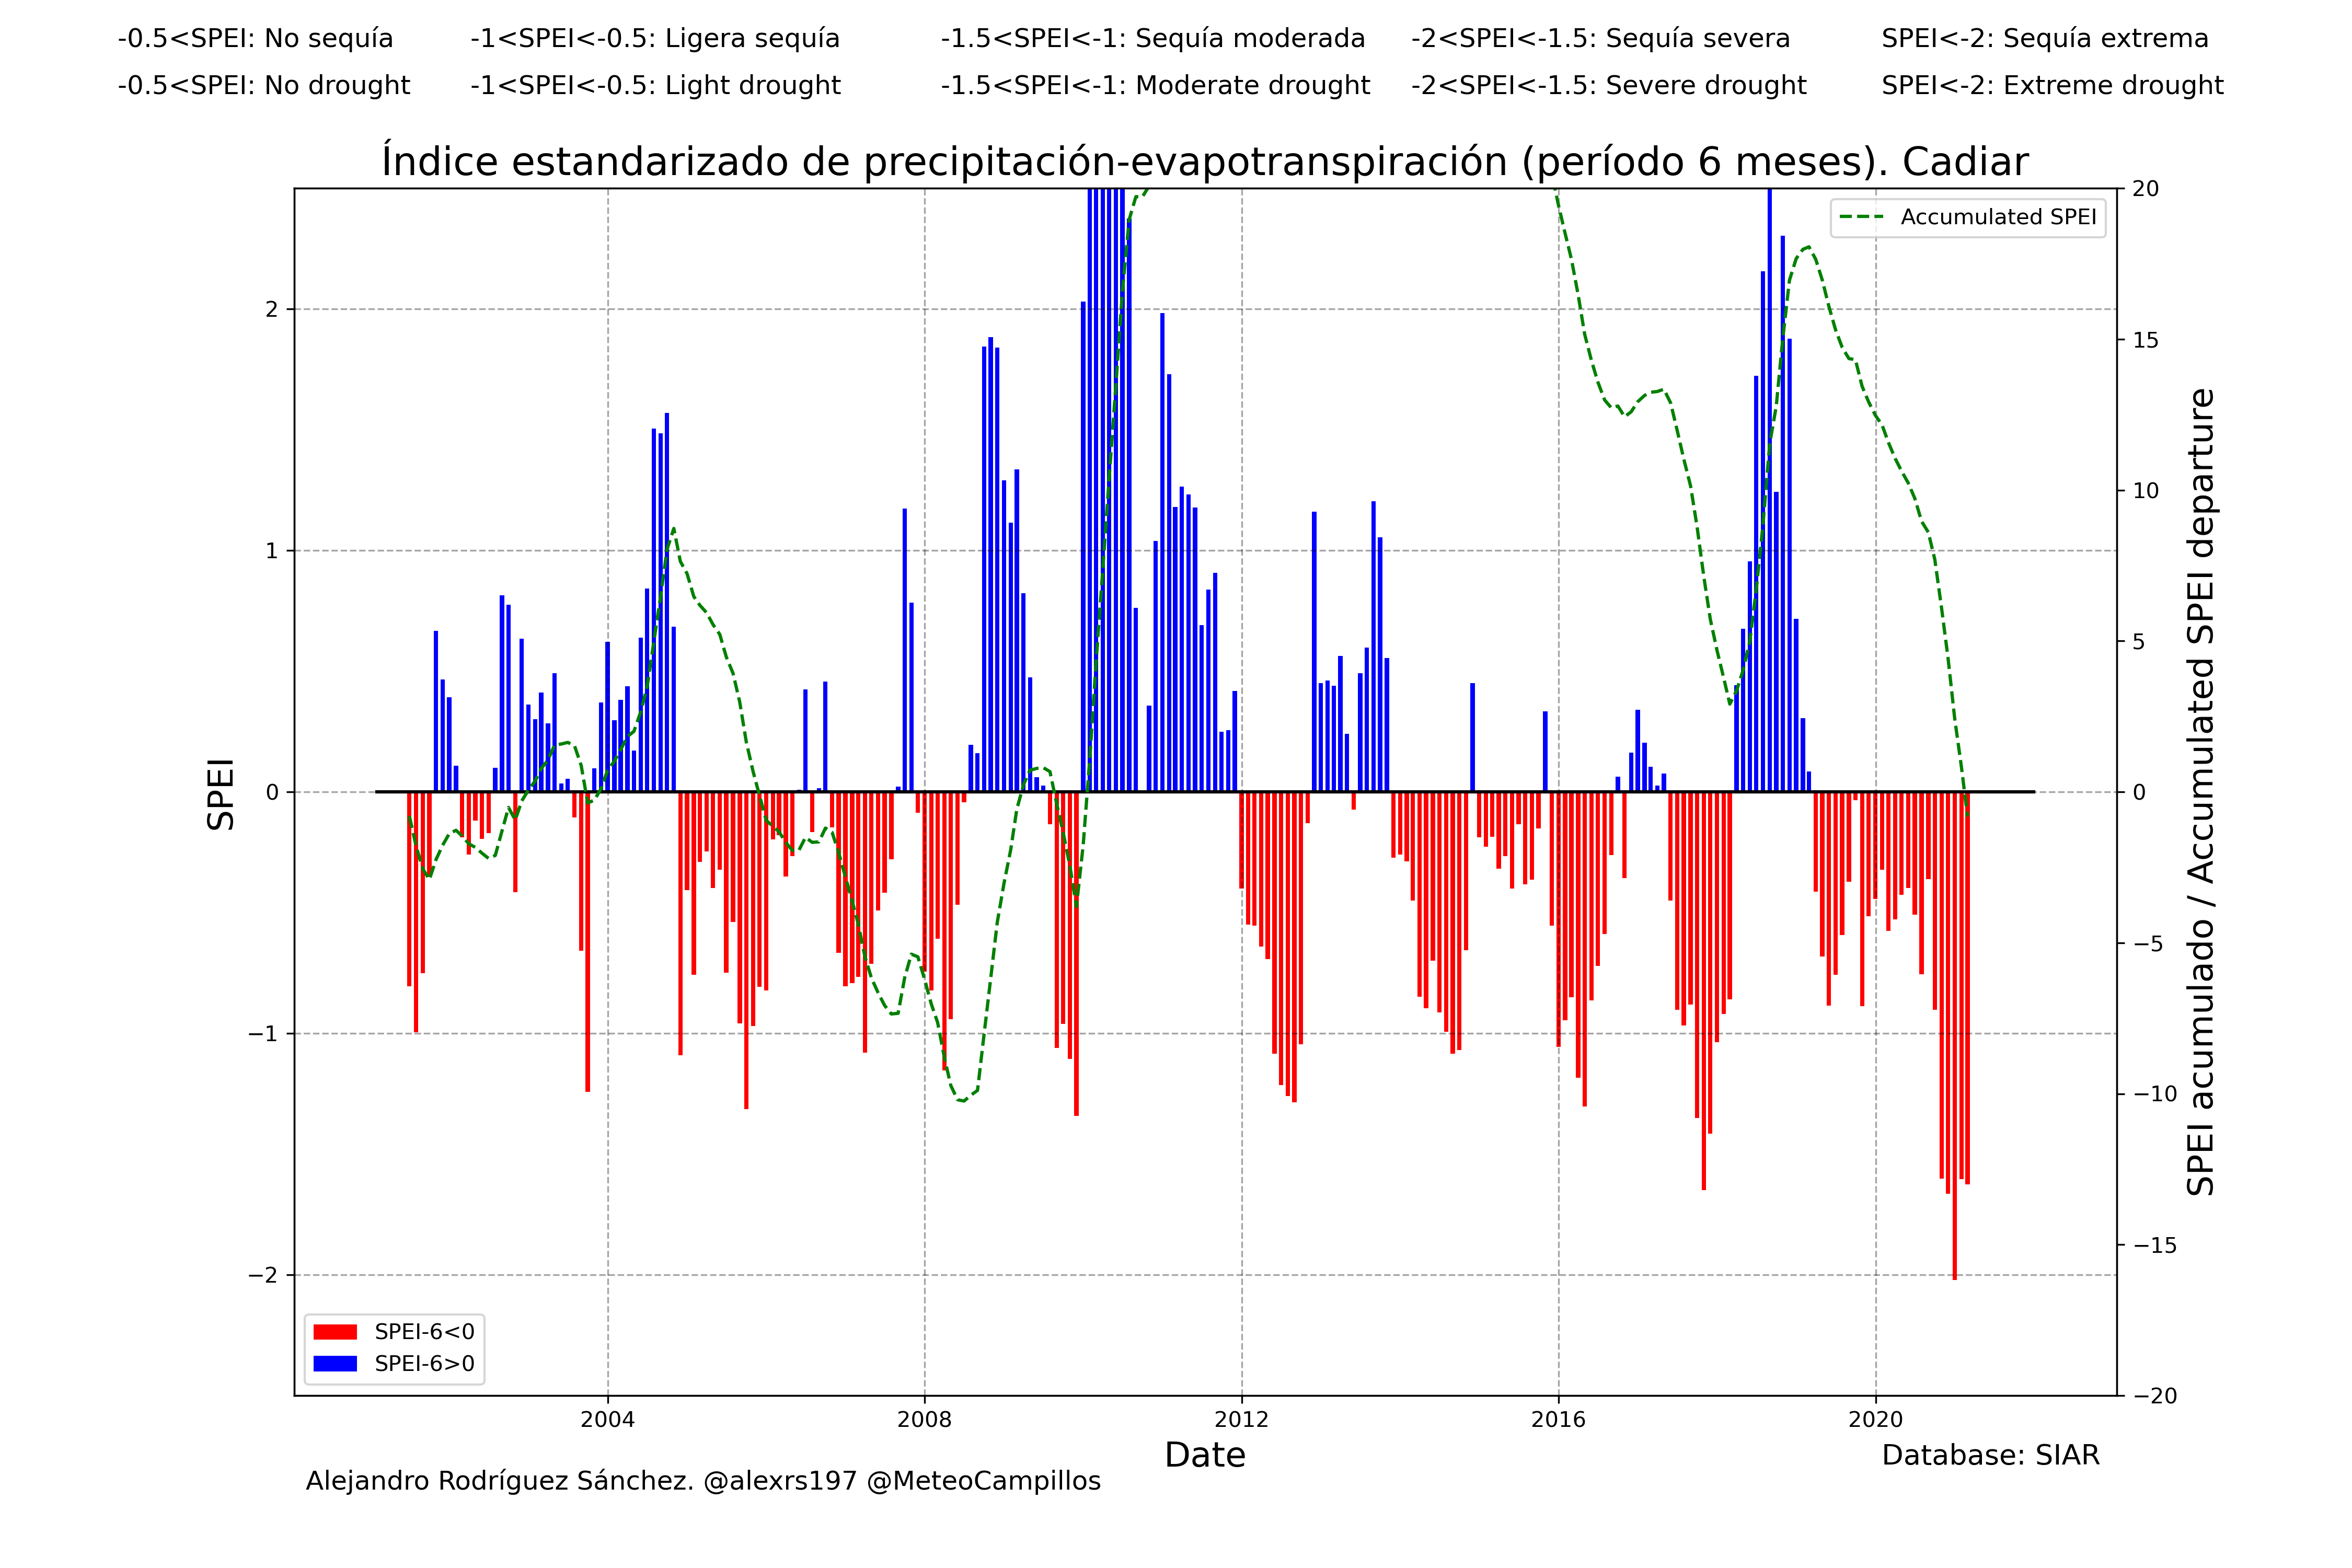 -0.5<SPEI: No sequía -1<SPEI<-0.5: Ligera sequía -1.5<SPEI<-1: Sequía moderada -2<SPEI<-1.5: Sequía severa SPEI<-2: Sequía extrema
-0.5<SPEI: No drought -1<SPEI<-0.5: Light drought -1.5<SPEI<-1: Moderate drought -2<SPEI<-1.5: Severe drought SPEI<-2: Extreme drought
Índice estandarizado de precipitación-evapotranspiración (período 6 meses). Cadiar
Accumulated SPEI
SPEI
2
1
0
−1
−2
20
15
10
5
0
−5
−10
−15
−20
SPEI acumulado / Accumulated SPEI departure
SPEI-6<0
SPEI-6>0
2004 2008 2012 2016 2020
Date
Database: SIAR
Alejandro Rodríguez Sánchez. @alexrs197 @MeteoCampillos